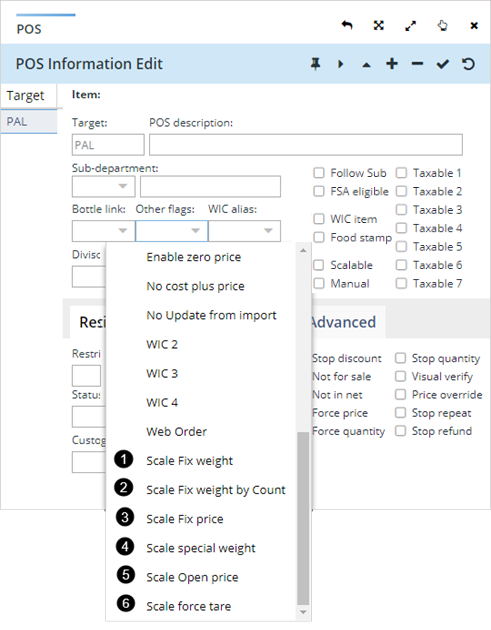 POS
POS Information Edit
Target
PAL
Item:
Target: POS description:
PAL
Sub-department:
Bottle link: Other flags: WIC alias:
Follow Sub Taxable 1
FSA eligible Taxable 2
Taxable 3
WIC item
Taxable 4
Food stamp
Taxable 5
Scalable Taxable 6
Manual Taxable 7
Divisc
Enable zero price
No cost plus price
No Update from import
WIC 2
WIC 3
WIC 4
Web Order
1 Scale Fix weight
2 Scale Fix weight by Count
3 Scale Fix price
4 Scale special weight
5 Scale Open price
6 Scale force tare
Resi
Advanced
Restri
Statu:
Custo
Stop discount Stop quantity
Not for sale Visual verify
Not in net Price override
Force price Stop repeat
Force quantity Stop refund